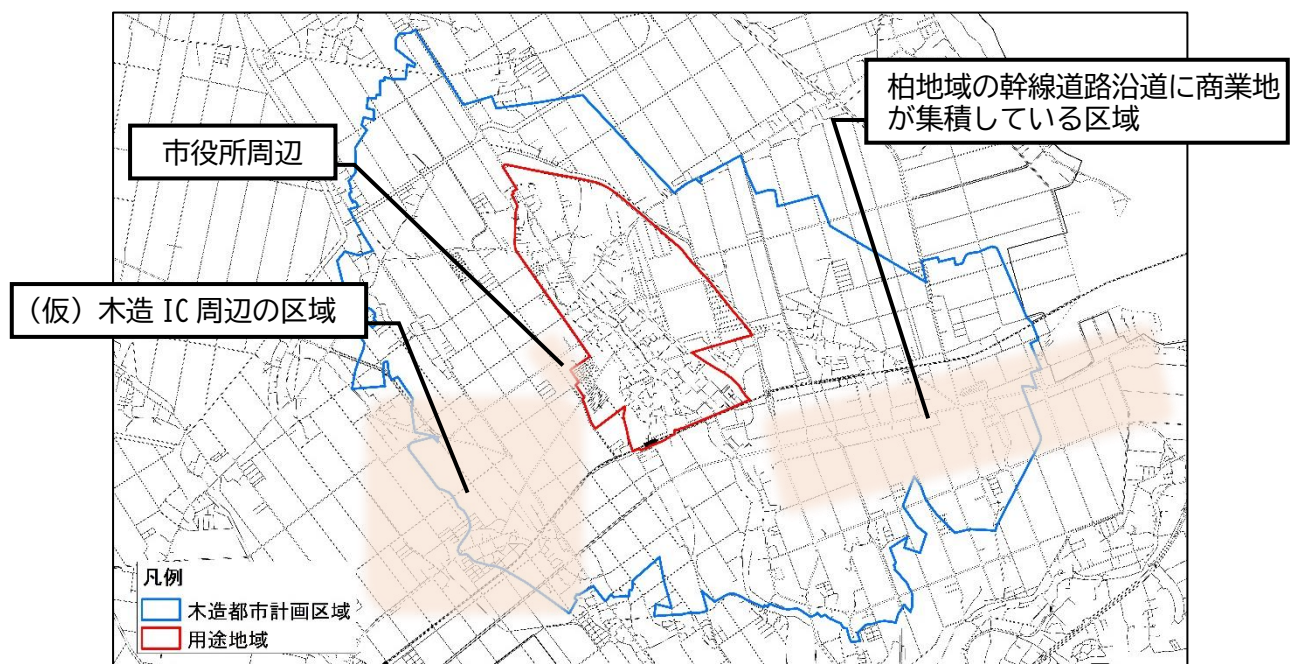 柏地域の幹線道路沿道に商業地
が集積している区域
市役所周辺
（仮）木造 IC 周辺の区域
凡例
木造都市計画区域
用途地域